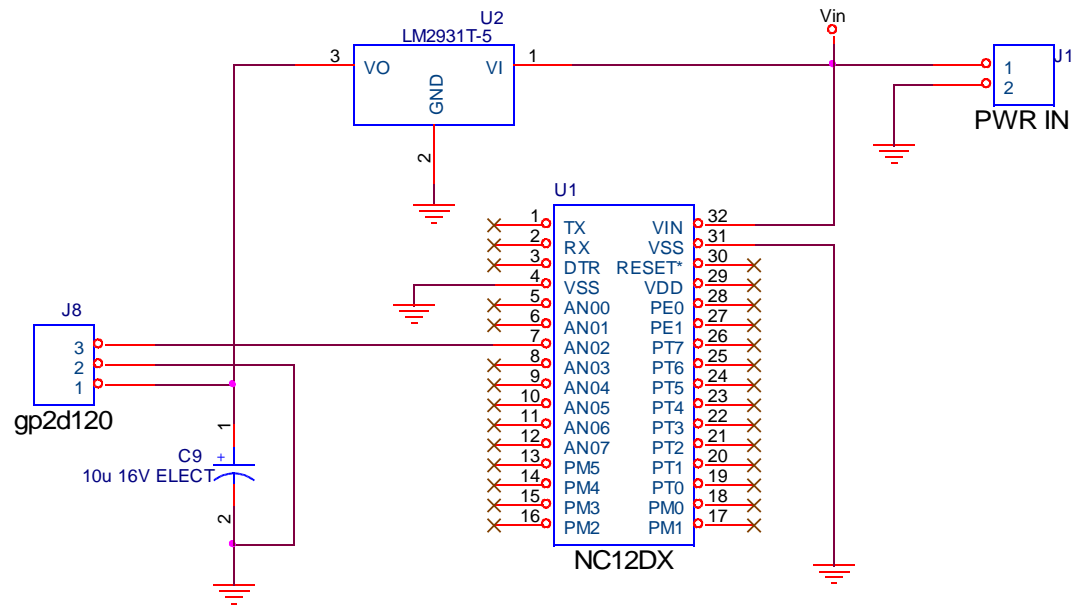 U2
LM2931T-5
3
VO
VI
1
GND
2
Vin
J1
1
2
PWR IN
U1
1 TX VIN 32
2 RX VSS 31
3 DTR RESET* 30
4 VSS VDD 29
5 AN00 PE0 28
6 AN01 PE1 27
7 AN02 PT7 26
8 AN03 PT6 25
9 AN04 PT5 24
10 AN05 PT4 23
11 AN06 PT3 22
12 AN07 PT2 21
13 PM5 PT1 20
14 PM4 PT0 19
15 PM3 PM0 18
16 PM2 PM1 17
NC12DX
J8
3
2
1
gp2d120
1
C9 +
10u 16V ELECT
2